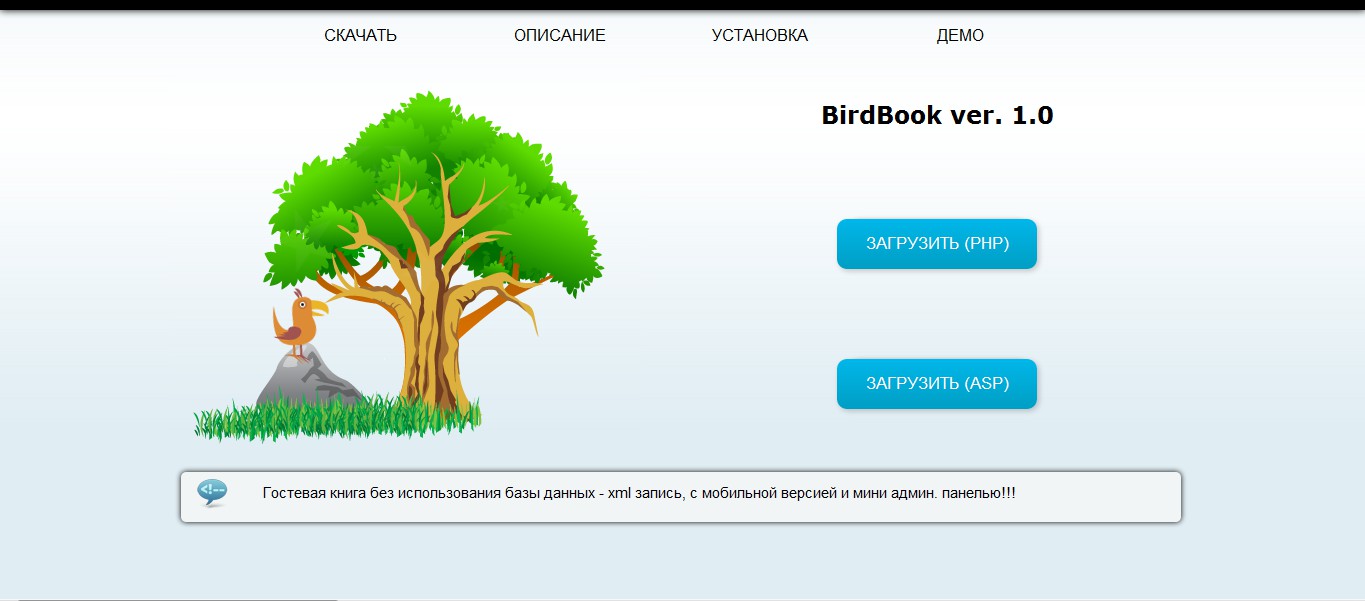 СКАЧАТЬ ОПИСАНИЕ УСТАНОВКА ДЕМО
BirdBook ver. 1.0
ЗАГРУЗИТЬ (PHP)
ЗАГРУЗИТЬ (ASP)
<!--
Гостевая книга без использования базы данных - xml запись, с мобильной версией и мини админ. панелью!!!